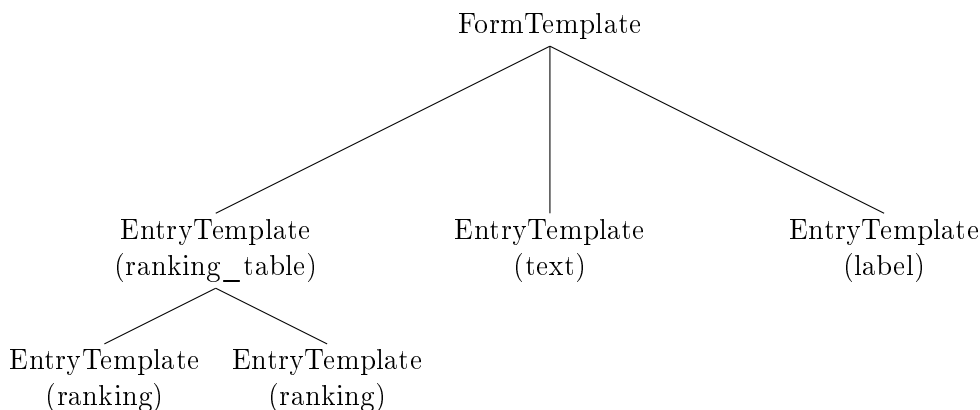 FormTemplate
EntryTemplate
(ranking_table)
EntryTemplate
(text)
EntryTemplate
(label)
EntryTemplate
(ranking)
EntryTemplate
(ranking)